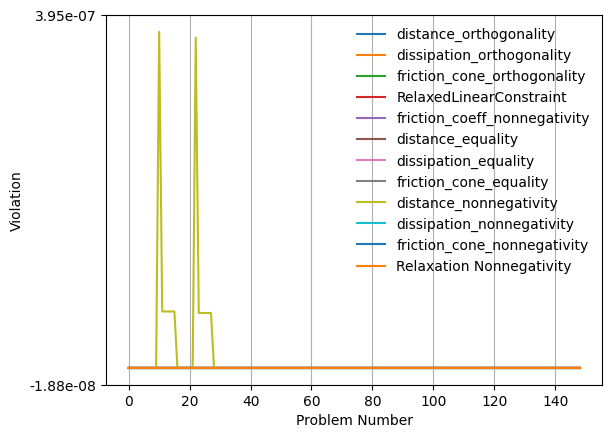 3.95e-07
distance_orthogonality
dissipation_orthogonality
friction_cone_orthogonality
RelaxedLinearConstraint
friction_coeff_nonnegativity
distance_equality
dissipation_equality
friction_cone_equality
distance_nonnegativity
dissipation_nonnegativity
friction_cone_nonnegativity
Relaxation Nonnegativity
Violation
-1.88e-08
0 20 40 60 80 100 120 140
Problem Number